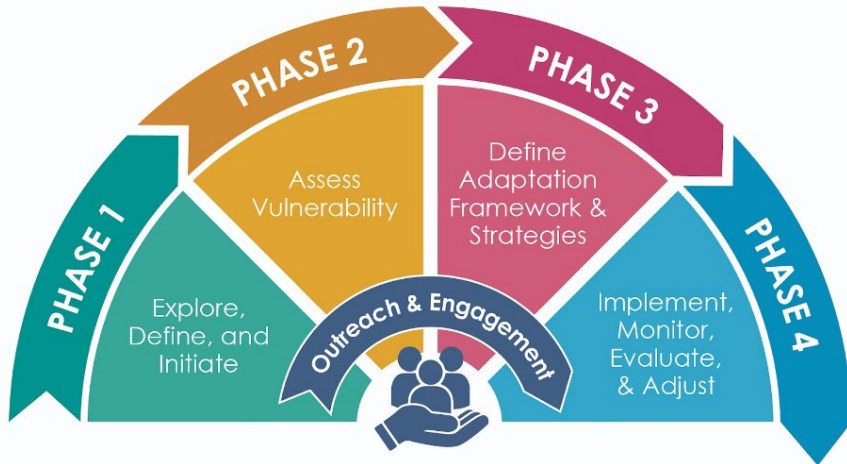 PHASE 1
Explore,
Define, and
Initiate
PHASE 2
Assess
Vulnerability
PHASE 3
Define
Adaptation
Framework &
Strategies
PHASE 4
Implement,
Monitor,
Evaluate,
& Adjust
Outreach & Engagement